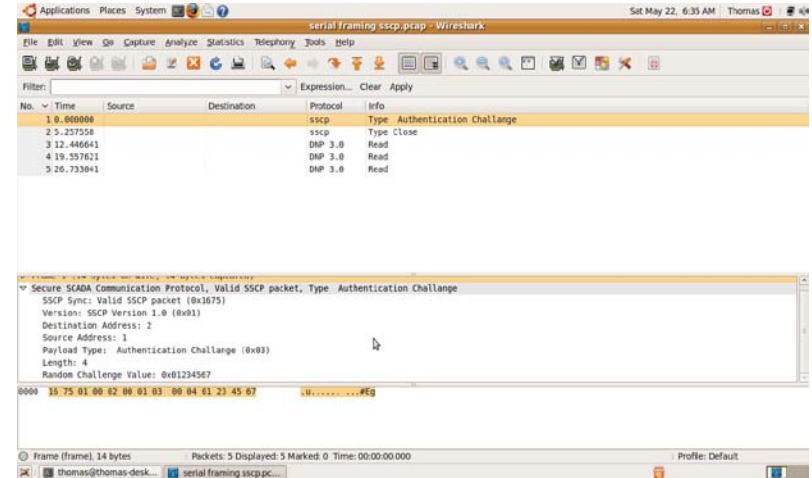 Applications Places System
Sat May 22, 6:35 AM Thomas
serial framing sscp.pcap - Wireshark
File Edit View Go Capture Analyze Statistics Telephony Tools Help
Filter: Expression... Clear Apply
No. Time Source Destination Protocol Info
1 0.000000 sscp Type Authentication Challange
2 5.257550 sscp Type Close
3 12.446641 DNP 3.0 Read
4 19.557621 DNP 3.0 Read
5 26.733041 DNP 3.0 Read
Secure SCADA Communication Protocol, Valid SSCP packet, Type Authentication Challange
SSCP Sync: Valid SSCP packet (0x1675)
Version: SSCP Version 1.0 (0x01)
Destination Address: 2
Source Address: 1
Payload Type: Authentication Challange (0x03)
Length: 4
Random Challenge Value: 0x01234567
0000 16 75 01 00 02 00 01 03 00 04 01 23 45 67 .u...... ...#Eg
Frame (frame), 14 bytes Packets: 5 Displayed: 5 Marked: 0 Time: 00:00:00.000 Profile: Default
thomas@thomas-desk... serial framing sscp.pc...